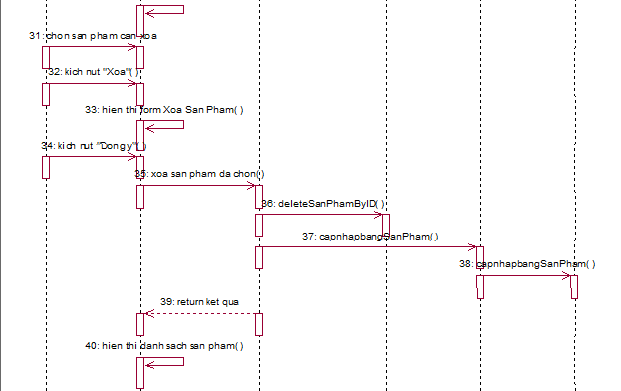 31: chon san pham can xoa
32: kich nut "Xoa"( )
33: hien thi form Xoa San Pham( )
34: kich nut "Dongy"( )
35: xoa san pham da chon( )
36: deleteSanPhamByID( )
37: capnhapbangSanPham( )
38: capnhapbangSanPham( )
39: return ket qua
40: hien thi danh sach san pham( )